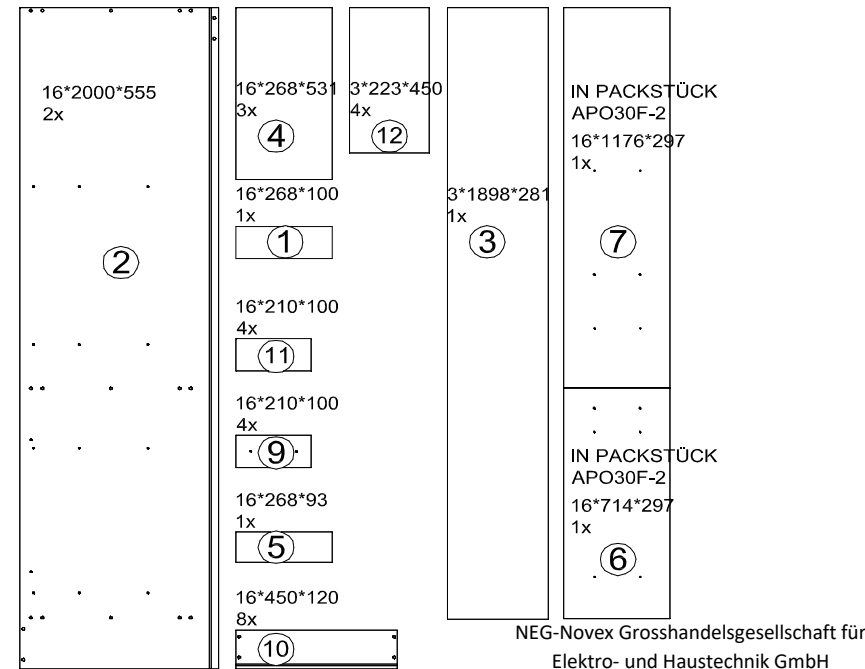 16*2000*555
2x
2
16*268*531
3x
4
3*223*450
4x
12
16*268*100
1x
1
3*1898*281
1x
3
IN PACKSTÜCK
APO30F-2
16*1176*297
1x
7
16*210*100
4x
11
16*210*100
4x
9
IN PACKSTÜCK
APO30F-2
16*714*297
1x
6
16*268*93
1x
5
16*450*120
8x
10
NEG-Novex Grosshandelsgesellschaft für
Elektro- und Haustechnik GmbH